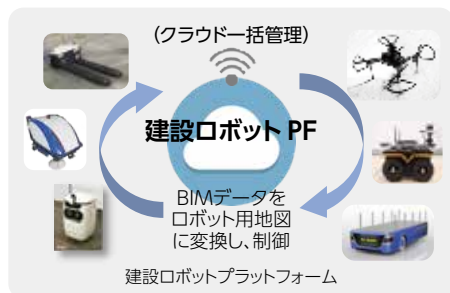 (クラウド一括管理)
建設ロボット PF
BIMデータを
ロボット用地図
に変換し、制御
建設ロボットプラットフォーム